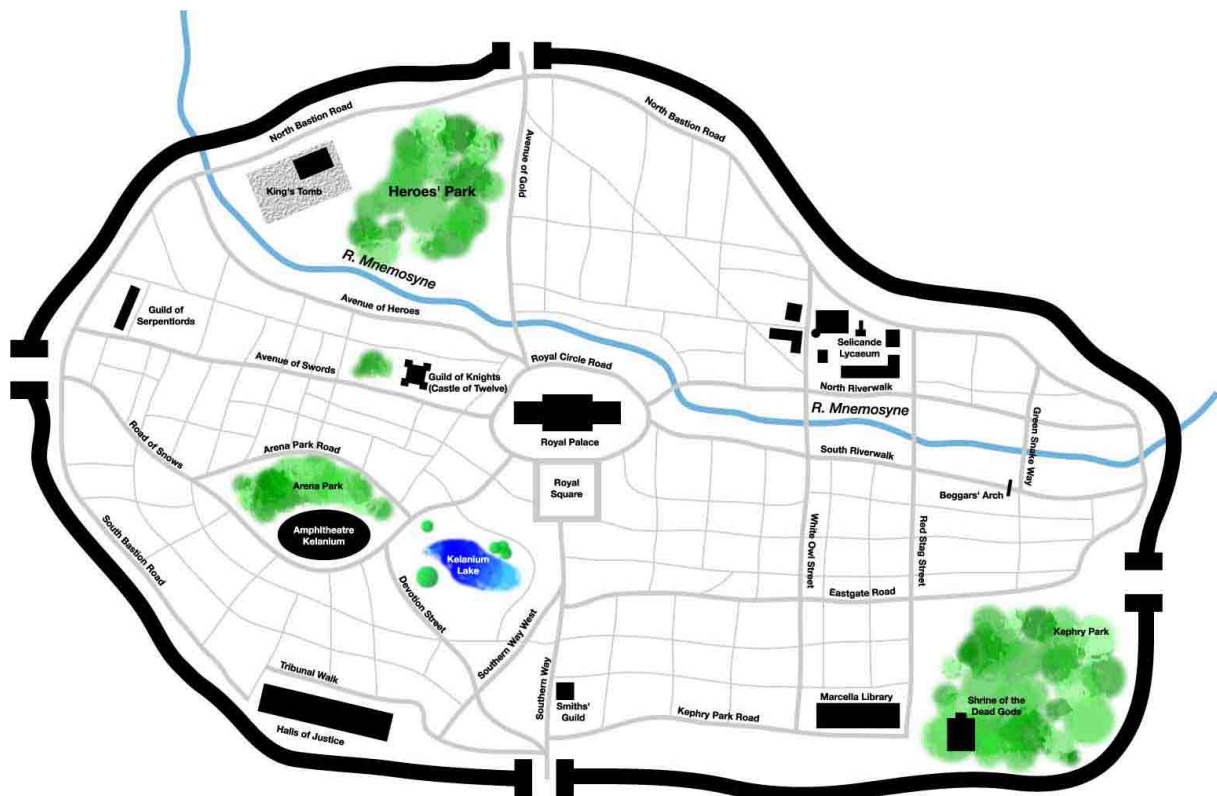 North Bastion Road
North Bastion Road
Avenue of Gold
King's Tomb
Heroes' Park
R. Mnemosyne
Avenue of Heroes
Guild of
Serpentlords
Avenue of Swords
Guild of Knights
(Castle of Twelve)
Royal Circle Road
Royal Palace
Selicande
Lycaeum
North Riverwalk
R. Mnemosyne
South Riverwalk
Green Snake Way
Beggars' Arch
Road of Snows
Arena Park Road
Arena Park
Amphitheatre
Kelanium
Royal
Square
Kelanium
Lake
White Owl Street
Red Stag Street
South Bastion Road
Devotion Street
Southern Way West
Eastgate Road
Kephry Park
Shrine of the
Dead Gods
Tribunal Walk
Halls of Justice
Southern Way
Smiths'
Guild
Kephry Park Road
Marcella Library